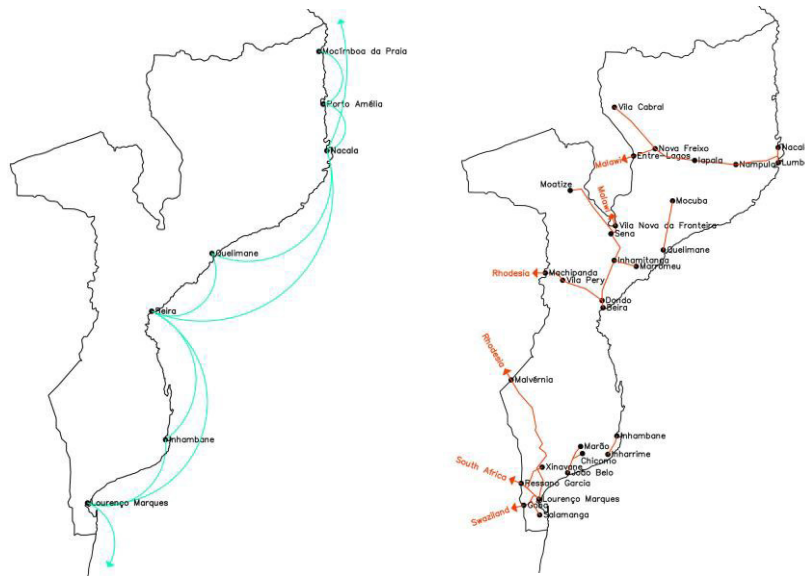 Mocimboa da Praia
Porto Amélia
Nacala
Quelimane
Beira
Inhambane
Lourenço Marques
Vila Cabral
Nova Freixo
Nacal
Entre-Lagos
Malawi
Iapala
Nampula
Lumb
Moatize
Malawi
Mocuba
Vila Nova da Fronteira
Sena
Quelimane
Inhamitanga
Marromeu
Rhodesia
Machipanda
Vila Pery
Dondo
Beira
Rhodesia
Malvérnia
Inhambane
Marão
Chicomo
Inharrime
Xinavane
João Belo
South Africa
Ressano Garcia
Lourenço Marques
Goba
Swaziland
Salamanga